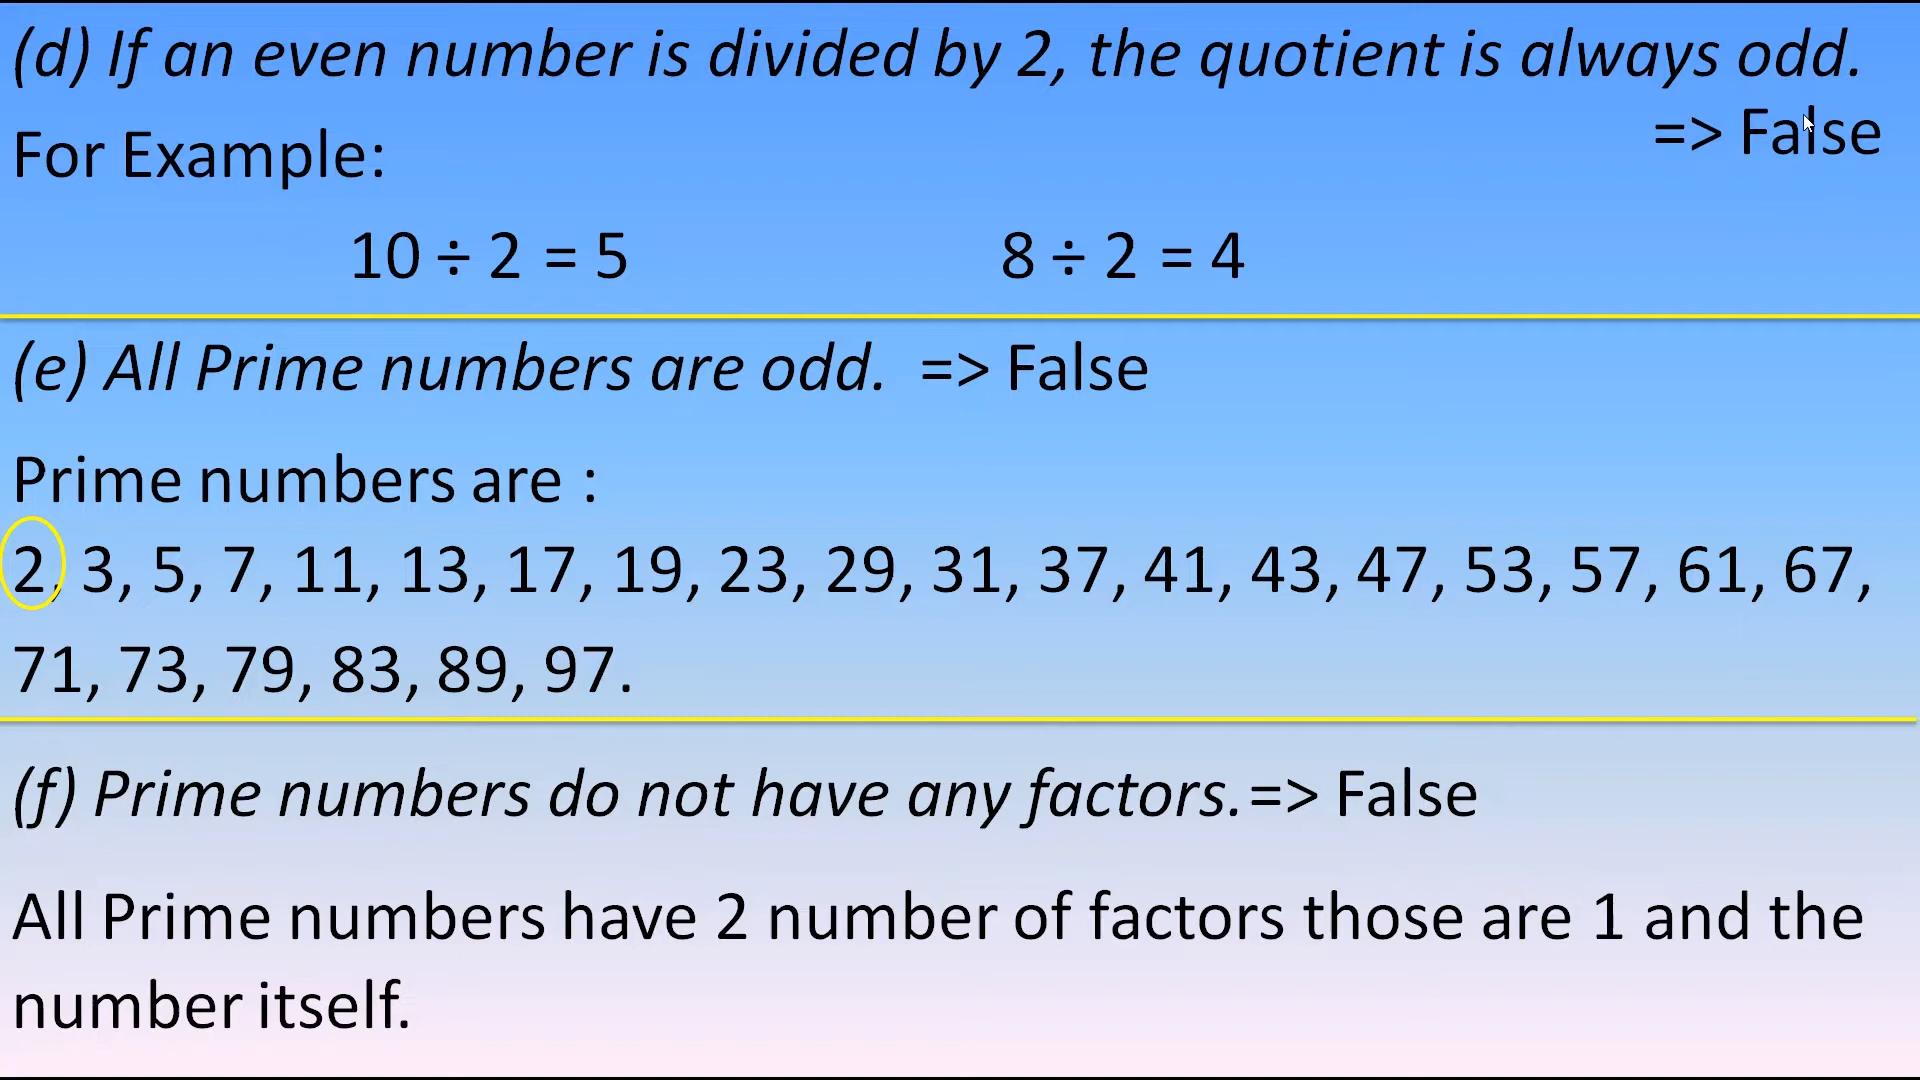 (d) If an even number is divided by 2, the quotient is always odd.
=> False
For Example:
10 ÷ 2 = 5 8 ÷ 2 = 4
(e) All Prime numbers are odd. => False
Prime numbers are :
2, 3, 5, 7, 11, 13, 17, 19, 23, 29, 31, 37, 41, 43, 47, 53, 57, 61, 67,
71, 73, 79, 83, 89, 97.
(f) Prime numbers do not have any factors. => False
All Prime numbers have 2 number of factors those are 1 and the
number itself.